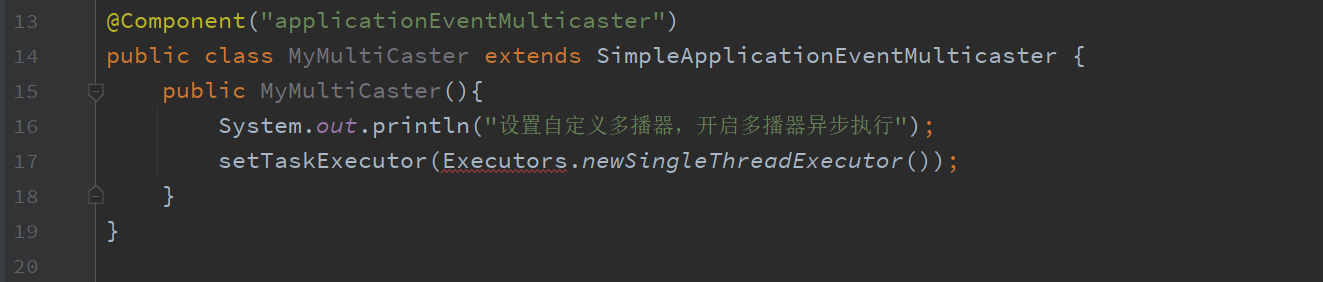 13 @Component("applicationEventMulticaster")
14 public class MyMultiCaster extends SimpleApplicationEventMulticaster {
15     public MyMultiCaster(){
16         System.out.println("设置自定义多播器，开启多播器异步执行");
17         setTaskExecutor(Executors.newSingleThreadExecutor());
18     }
19 }
20